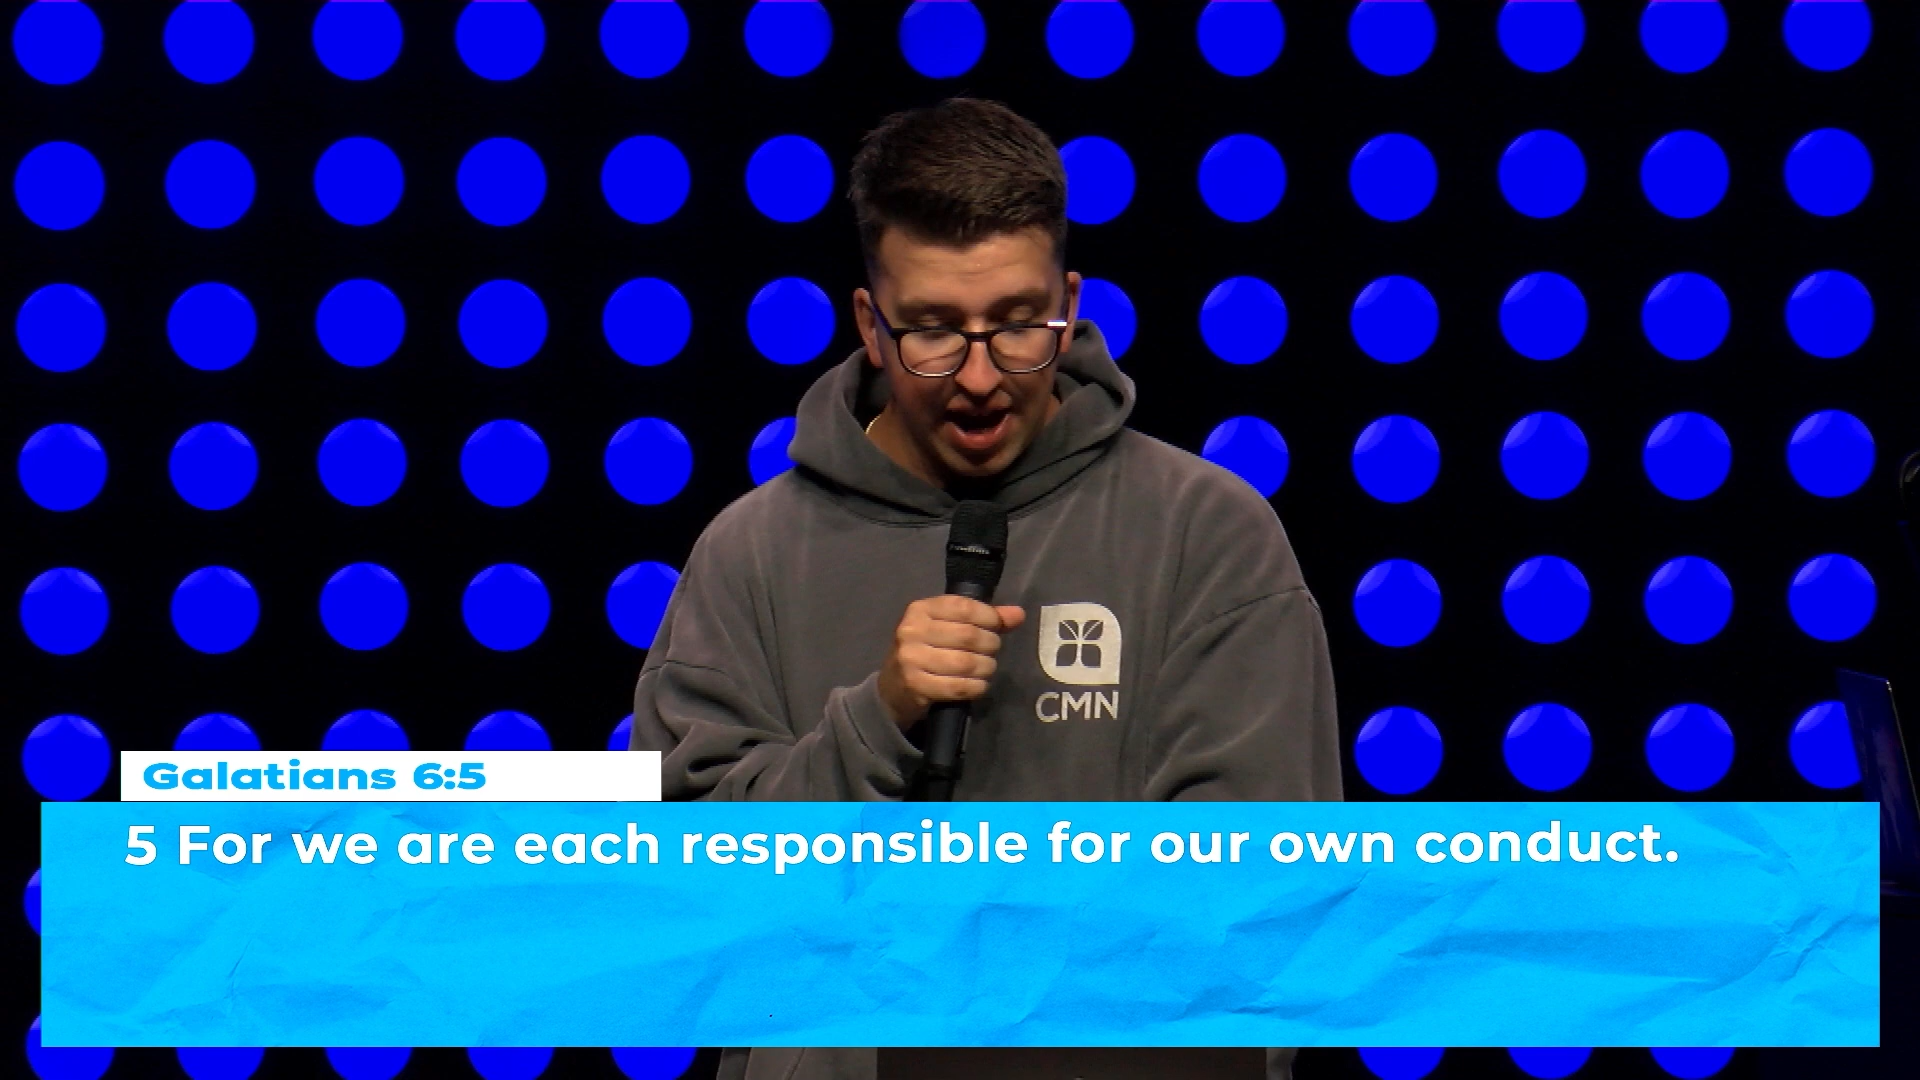 CMN
Galatians 6:5
5 For we are each responsible for our own conduct.